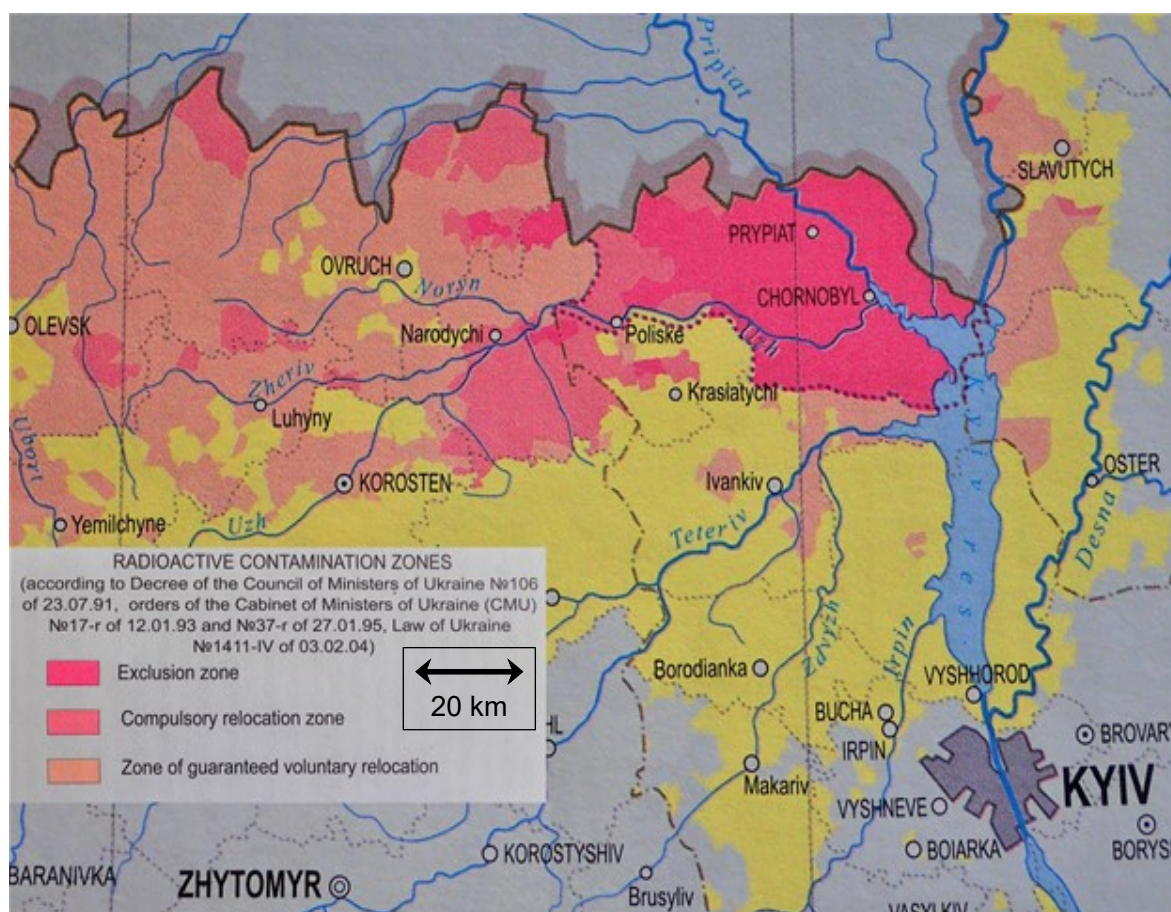 Pripiat
SLAVUTYCH
PRYPIAT
OVRUCH
Noryn
CHORNOBYL
OLEVSK
Narodychi
Poliske
Uzh
Zheriv
Krasiatychi
Luhyny
Ubort
Kyiv res.
KOROSTEN
Ivankiv
OSTER
Uzh
Yemilchyne
Teteriv
Desna
RADIOACTIVE CONTAMINATION ZONES
(according to Decree of the Council of Ministers of Ukraine №106
of 23.07.91, orders of the Cabinet of Ministers of Ukraine (CMU)
№17-r of 12.01.93 and №37-r of 27.01.95, Law of Ukraine
№1411-IV of 03.02.04)
Exclusion zone
Compulsory relocation zone
Zone of guaranteed voluntary relocation
20 km
Zdvyzh
Irpin
Borodianka
VYSHHOROD
BUCHA
IRPIN
HL
BROVARY
Makariv
KYIV
VYSHNEVE
BORYS
KOROSTYSHIV
BOIARKA
BARANIVKA
ZHYTOMYR
Brusyliv
VASYLKIV